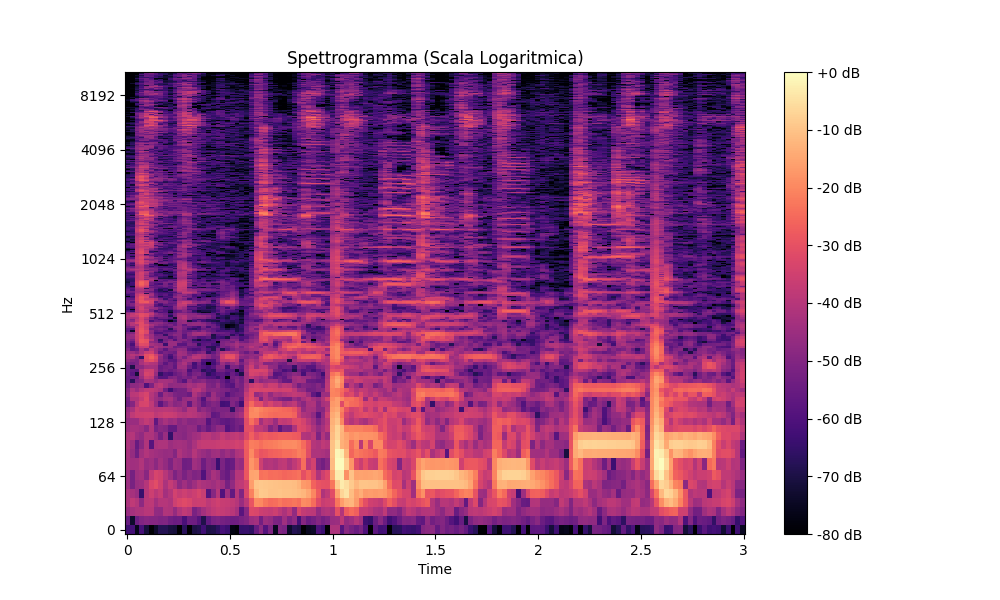 Spettrogramma (Scala Logaritmica)
Hz
8192
4096
2048
1024
512
256
128
64
0
0
0.5
1
1.5
2
2.5
3
Time
+0 dB
-10 dB
-20 dB
-30 dB
-40 dB
-50 dB
-60 dB
-70 dB
-80 dB